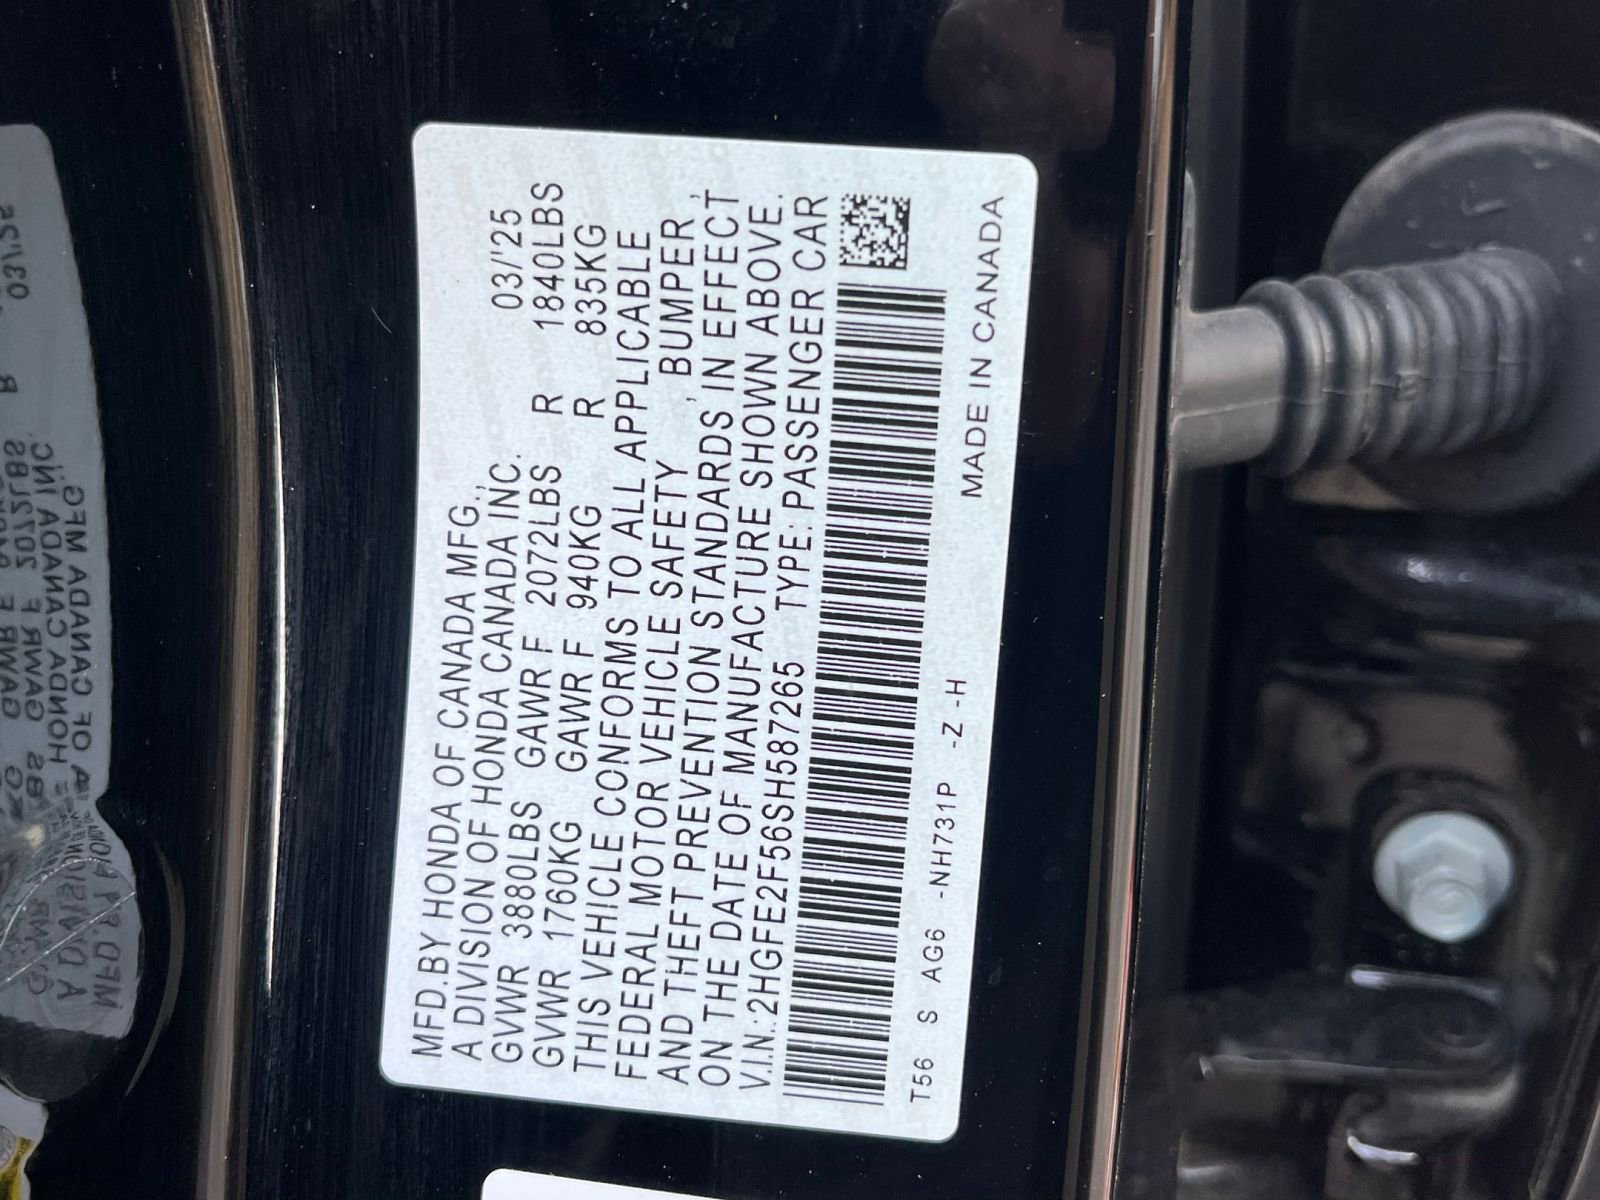 MFD.BY HONDA OF CANADA MFG.,
A DIVISION OF HONDA CANADA INC. 03/'25
GVWR 3880LBS GAWR F 2072LBS R 1840LBS
GVWR 1760KG GAWR F 940KG R 835KG
THIS VEHICLE CONFORMS TO ALL APPLICABLE
FEDERAL MOTOR VEHICLE SAFETY , BUMPER ,
AND THEFT PREVENTION STANDARDS IN EFFECT
ON THE DATE OF MANUFACTURE SHOWN ABOVE.
V.I.N.:2HGFE2F56SH587265 TYPE:PASSENGER CAR
T56 S AG6 -NH731P -Z -H MADE IN CANADA